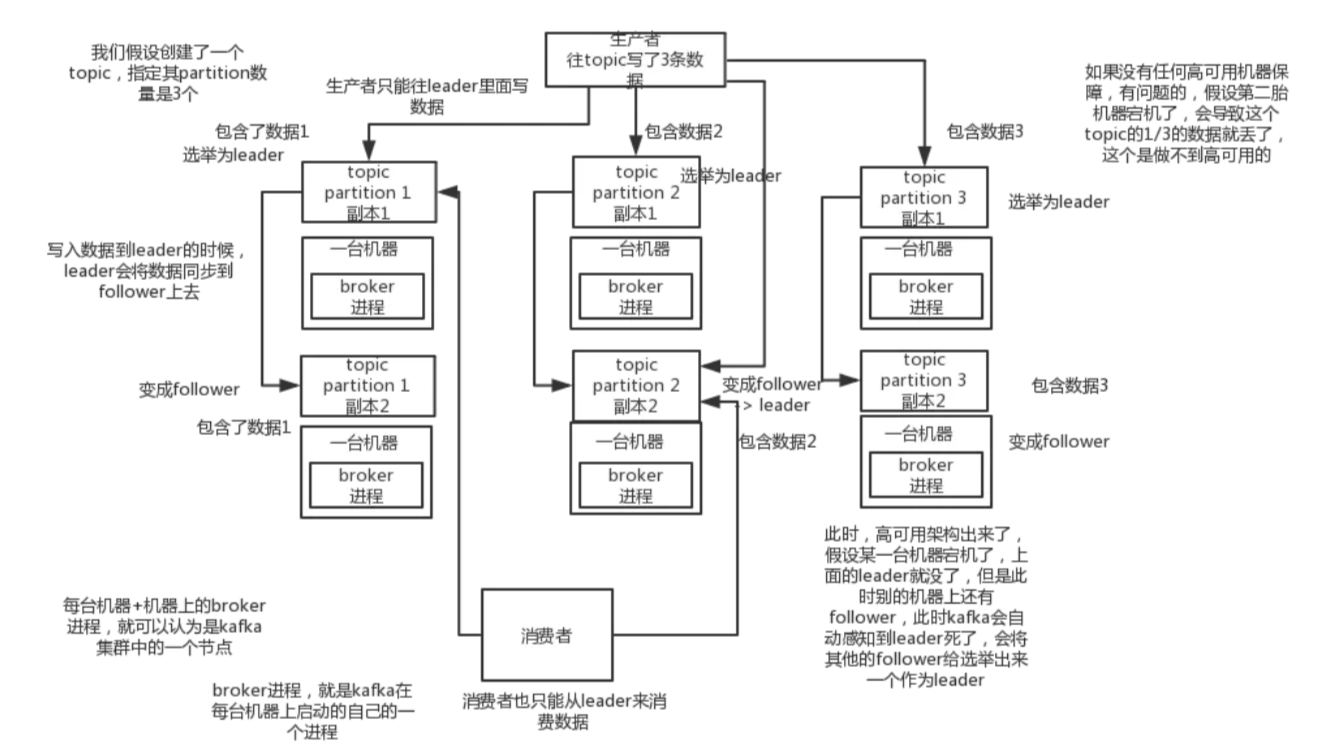 我们假设创建了一个
topic，指定其partition数
量是3个
生产者
往topic写了3条数
据
生产者只能往leader里面写
数据
如果没有任何高可用机器保
障，有问题的，假设第二胎
机器宕机了，会导致这个
topic的1/3的数据就丢了，
这个是做不到高可用的
包含了数据1
选举为leader
包含数据2
选举为leader
包含数据3
选举为leader
topic
partition 1
副本1
topic
partition 2
副本1
topic
partition 3
副本1
写入数据到leader的时候，
leader会将数据同步到
follower上去
一台机器
broker
进程
一台机器
broker
进程
一台机器
broker
进程
变成follower
包含了数据1
topic
partition 1
副本2
topic
partition 2
副本2
变成follower
-> leader
包含数据2
topic
partition 3
副本2
包含数据3
变成follower
一台机器
broker
进程
一台机器
broker
进程
一台机器
broker
进程
此时，高可用架构出来了，
假设某一台机器宕机了，上
面的leader就没了，但是此
时别的机器上还有
follower，此时kafka会自
动感知到leader死了，会将
其他的follower给选举出来
一个作为leader
每台机器+机器上的broker
进程，就可以认为是kafka
集群中的一个节点
消费者
broker进程，就是kafka在
每台机器上启动的自己的一
个进程
消费者也只能从leader来消
费数据